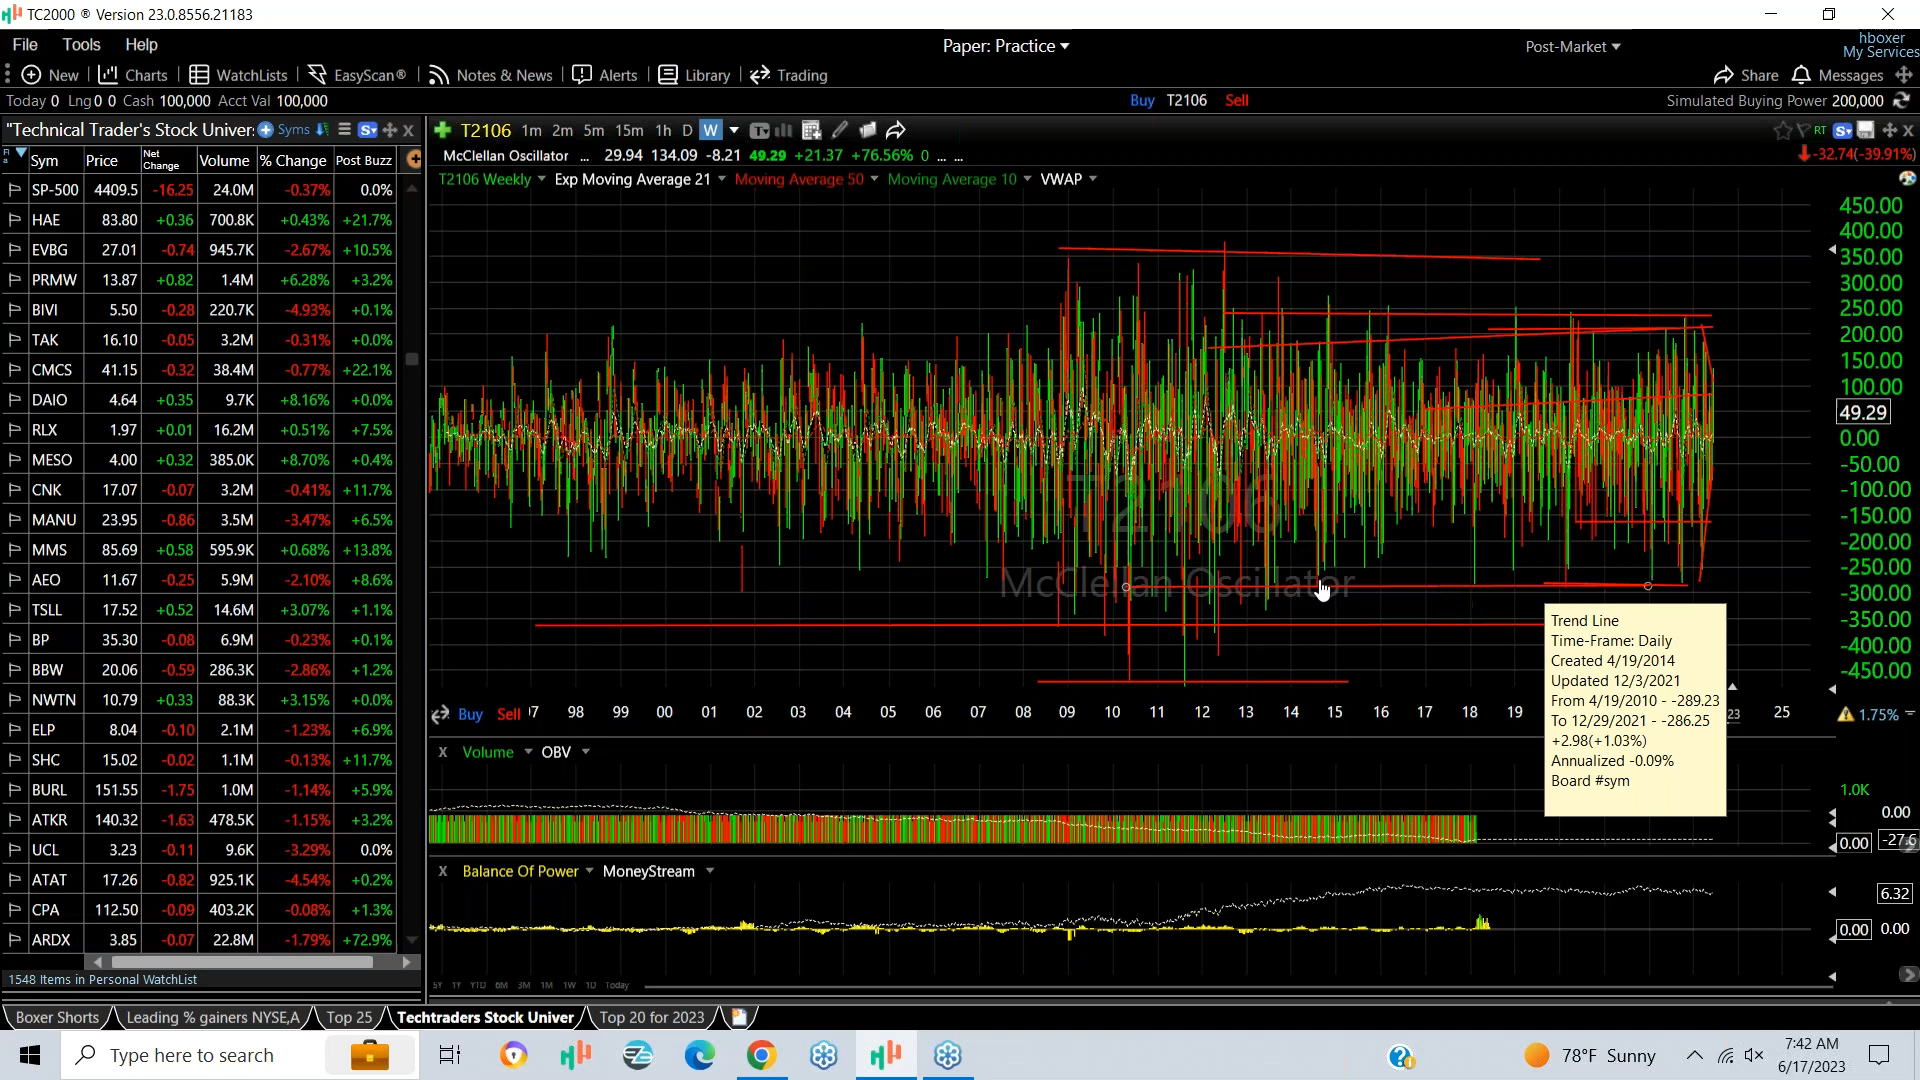 TC2000 ® Version 23.0.8556.21183
File Tools Help
Paper: Practice
Post-Market
hboxer
My Services
New Charts WatchLists EasyScan® Notes & News Alerts Library Trading
Share Messages
Today 0 Lng 0 0 Cash 100,000 Acct Val 100,000
Buy T2106 Sell
Simulated Buying Power 200,000
"Technical Trader's Stock Univer: Syms
T2106 1m 2m 5m 15m 1h D W
RT
Sym Price Net Change Volume % Change Post Buzz
McClellan Oscillator ... 29.94 134.09 -8.21 49.29 +21.37 +76.56% 0 ... ...
-32.74(-39.91%)
T2106 Weekly Exp Moving Average 21 Moving Average 50 Moving Average 10 VWAP
SP-500 4409.5 -16.25 24.0M -0.37% 0.0%
HAE 83.80 +0.36 700.8K +0.43% +21.7%
EVBG 27.01 -0.74 945.7K -2.67% +10.5%
PRMW 13.87 +0.82 1.4M +6.28% +3.2%
BIVI 5.50 -0.28 220.7K -4.93% +0.1%
TAK 16.10 -0.05 3.2M -0.31% +0.0%
CMCS 41.15 -0.32 38.4M -0.77% +22.1%
DAIO 4.64 +0.35 9.7K +8.16% +0.0%
RLX 1.97 +0.01 16.2M +0.51% +7.5%
MESO 4.00 +0.32 385.0K +8.70% +0.4%
CNK 17.07 -0.07 3.2M -0.41% +11.7%
MANU 23.95 -0.86 3.5M -3.47% +6.5%
MMS 85.69 +0.58 595.9K +0.68% +13.8%
AEO 11.67 -0.25 5.9M -2.10% +8.6%
TSLL 17.52 +0.52 14.6M +3.07% +1.1%
BP 35.30 -0.08 6.9M -0.23% +0.1%
BBW 20.06 -0.59 286.3K -2.86% +1.2%
NWTN 10.79 +0.33 88.3K +3.15% +0.0%
ELP 8.04 -0.10 2.1M -1.23% +6.9%
SHC 15.02 -0.02 1.1M -0.13% +11.7%
BURL 151.55 -1.75 1.0M -1.14% +5.9%
ATKR 140.32 -1.63 478.5K -1.15% +3.2%
UCL 3.23 -0.11 9.6K -3.29% 0.0%
ATAT 17.26 -0.82 925.1K -4.54% +0.2%
CPA 112.50 -0.09 403.2K -0.08% +1.3%
ARDX 3.85 -0.07 22.8M -1.79% +72.9%
1548 Items in Personal WatchList
450.00
400.00
350.00
300.00
250.00
200.00
150.00
100.00
49.29
0.00
-50.00
-100.00
-150.00
-200.00
-250.00
-300.00
-350.00
-400.00
-450.00
T2106
McClellan Oscillator
Trend Line
Time-Frame: Daily
Created 4/19/2014
Updated 12/3/2021
From 4/19/2010 - -289.23
To 12/29/2021 - -286.25
+2.98(+1.03%)
Annualized -0.09%
Board #sym
Buy Sell 97 98 99 00 01 02 03 04 05 06 07 08 09 10 11 12 13 14 15 16 17 18 19 23 25
1.75%
X Volume OBV
1.0K
0.00
0.00 -27.6
X Balance Of Power MoneyStream
6.32
0.00 0.00
5Y 1Y YTD 6M 3M 1M 1W 1D Today
Boxer Shorts Leading % gainers NYSE,A Top 25 Techtraders Stock Univer Top 20 for 2023
Type here to search
78°F Sunny
7:42 AM
6/17/2023